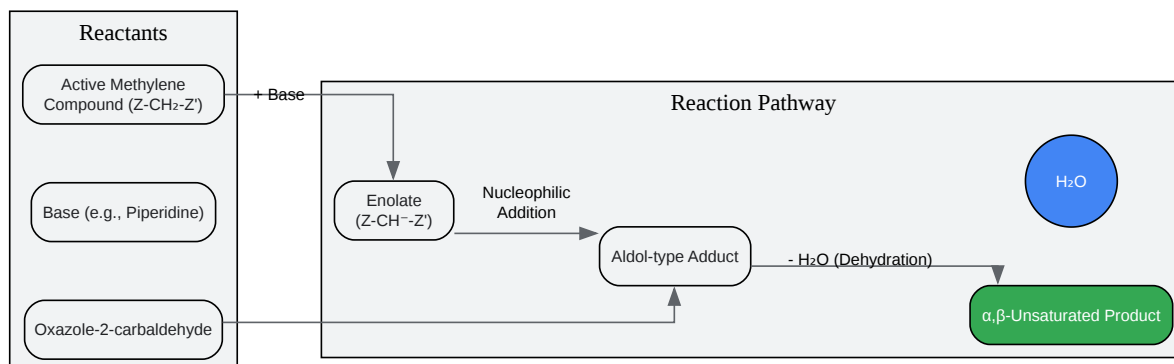 Reactants
Active Methylene
Compound (Z-CH₂-Z')
+ Base
Base (e.g., Piperidine)
Oxazole-2-carbaldehyde
Reaction Pathway
Enolate
(Z-CH⁻-Z')
Nucleophilic
Addition
Aldol-type Adduct
- H₂O (Dehydration)
H₂O
α,β-Unsaturated Product